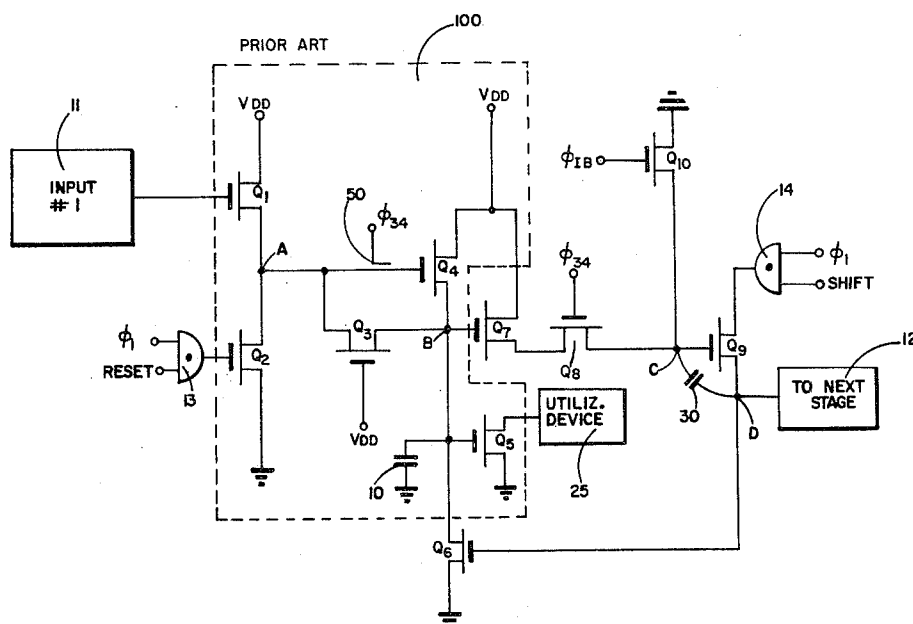 100
PRIOR ART
11
VDD
VDD
INPUT
#1
Q1
φIB
Q10
14
50
φ34
A
Q4
φ1
SHIFT
φ34
Q3
B
Q7
Q8
C
Q9
φ1
RESET
13
Q2
30
D
12
TO NEXT
STAGE
VDD
UTILIZ.
DEVICE
Q5
25
10
Q6